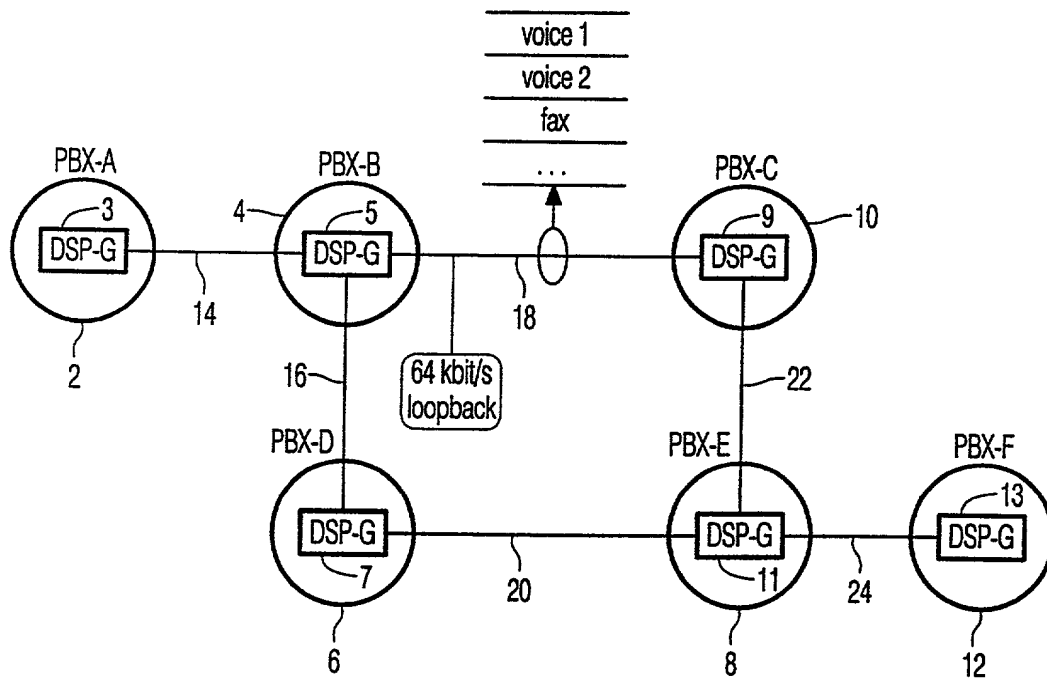 voice 1
voice 2
fax
...
PBX-A
PBX-B
PBX-C
3
4
5
9
10
DSP-G
DSP-G
DSP-G
14
18
2
16
64 kbit/s
loopback
22
PBX-D
PBX-E
PBX-F
13
DSP-G
DSP-G
DSP-G
7
20
11
24
6
8
12